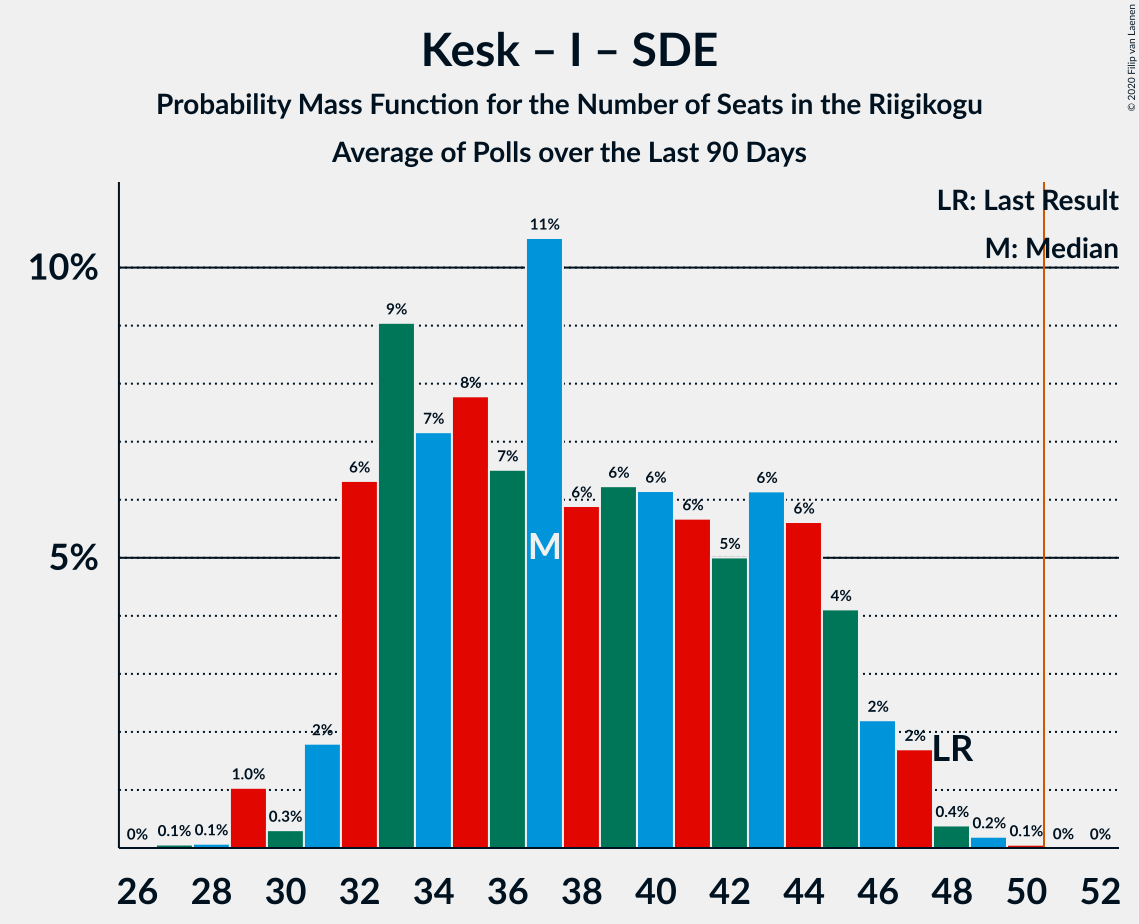 Kesk – I – SDE
Probability Mass Function for the Number of Seats in the Riigikogu
Average of Polls over the Last 90 Days
© 2020 Filip van Laenen
LR: Last Result
M: Median
10%
5%
0% 0.1% 0.1% 1.0% 0.3% 2% 6% 9% 7% 8% 7% 11% 6% 6% 6% 6% 5% 6% 6% 4% 2% 2% 0.4% 0.2% 0.1% 0% 0%
M
LR
26 28 30 32 34 36 38 40 42 44 46 48 50 52